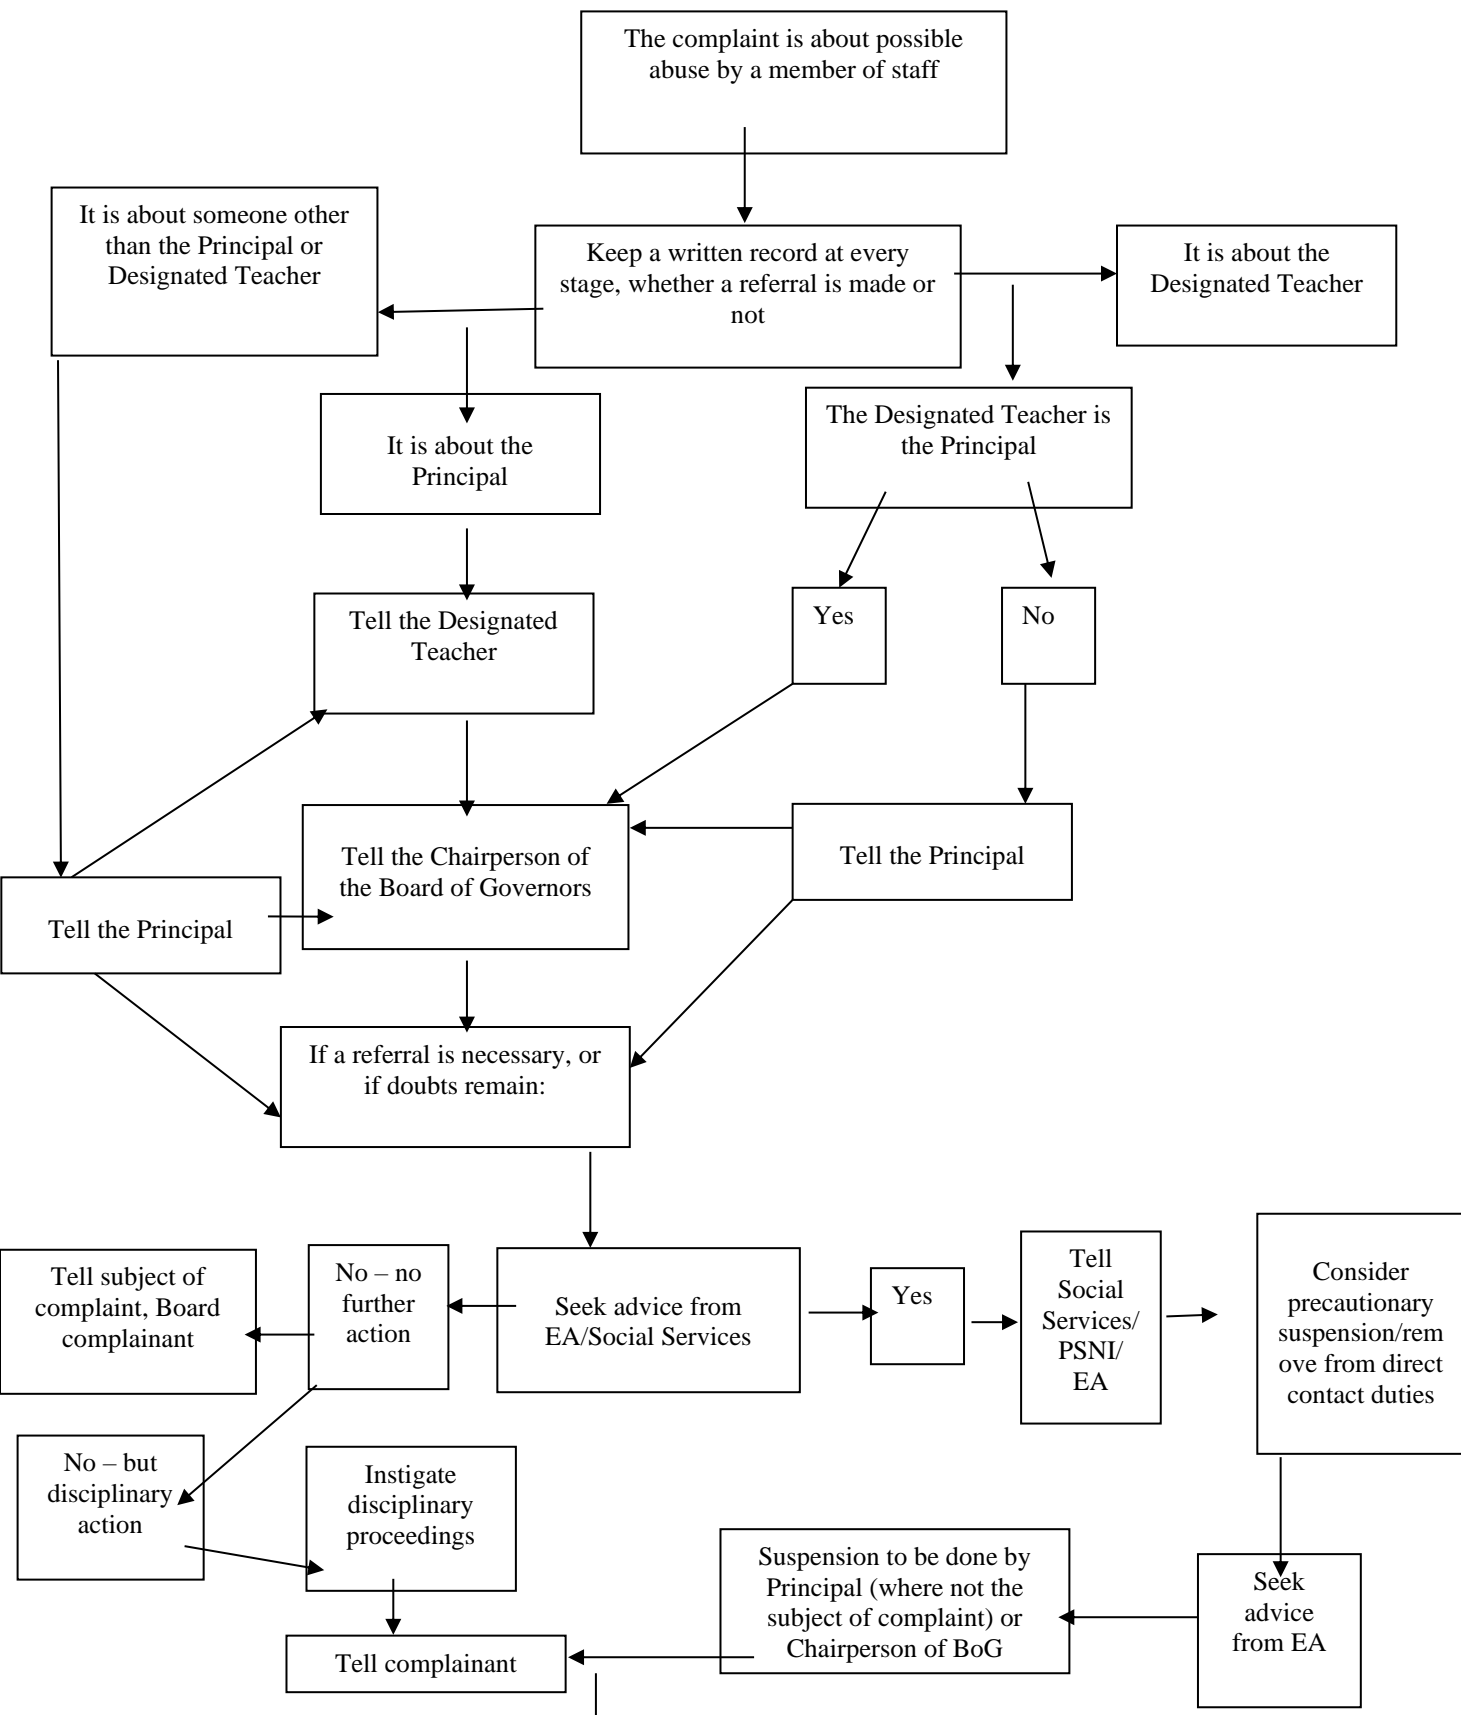 The complaint is about possible
abuse by a member of staff
It is about someone other
than the Principal or
Designated Teacher
Keep a written record at every
stage, whether a referral is made or
not
It is about the
Designated Teacher
It is about the
Principal
The Designated Teacher is
the Principal
Tell the Designated
Teacher
Yes
No
Tell the Chairperson of
the Board of Governors
Tell the Principal
Tell the Principal
If a referral is necessary, or
if doubts remain:
Tell subject of
complaint, Board
complainant
No – no
further
action
Seek advice from
EA/Social Services
Yes
Tell
Social
Services/
PSNI/
EA
Consider
precautionary
suspension/rem
ove from direct
contact duties
No – but
disciplinary
action
Instigate
disciplinary
proceedings
Suspension to be done by
Principal (where not the
subject of complaint) or
Chairperson of BoG
Seek
advice
from EA
Tell complainant